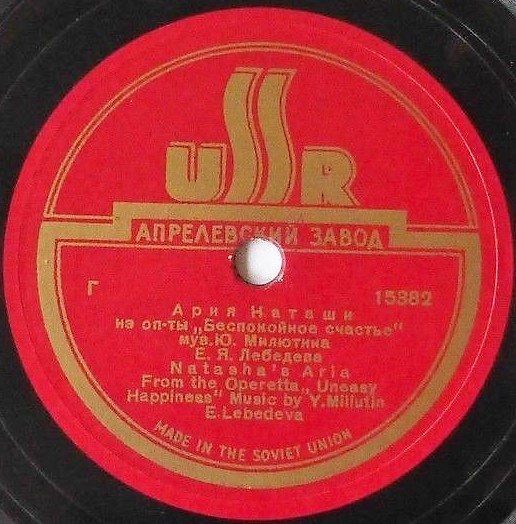 USSR
АПРЕЛЕВСКИЙ ЗАВОД
Г 15382
Ария Наташи
из оп-ты „Беспокойное счастье“
муз.Ю. Милютина
Е. Я. Лебедева
Natasha's Aria
From the Operetta„ Uneasy
Happiness" Music by Y.Milutin
E.Lebedeva
MADE IN THE SOVIET UNION